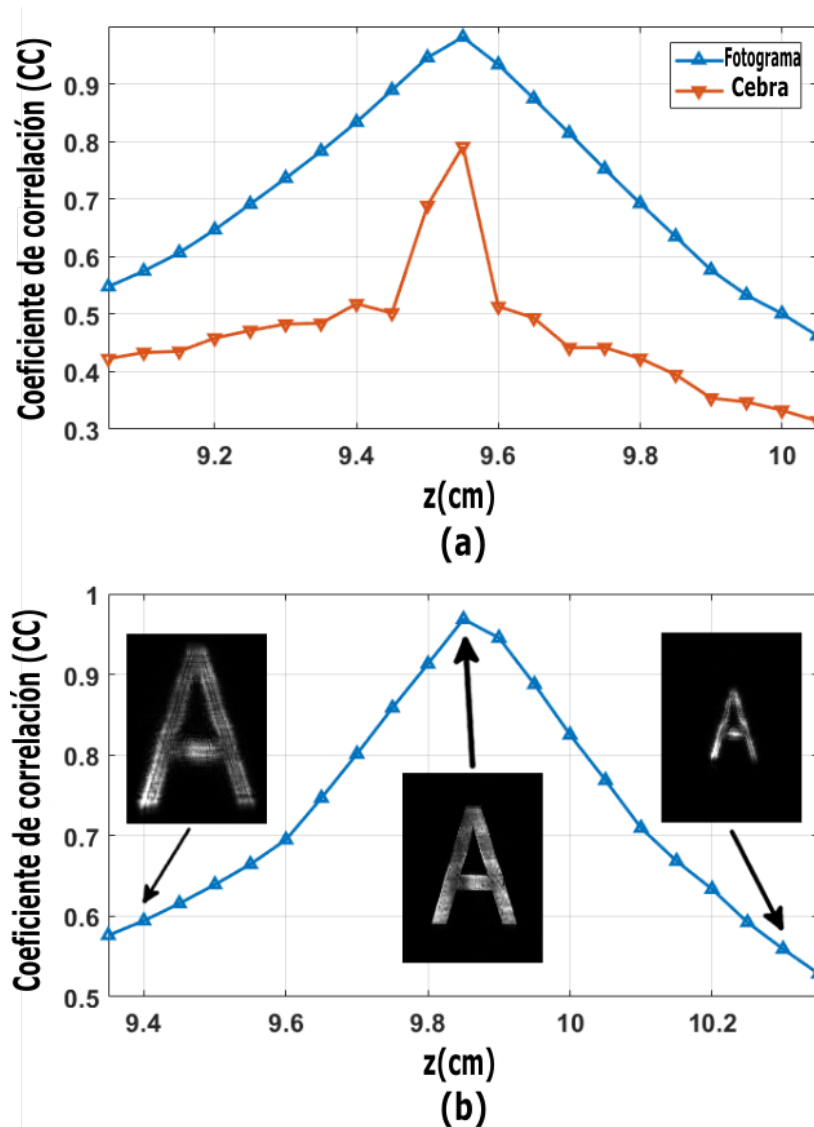 Coeficiente de correlación (CC)
0.9
0.8
0.7
0.6
0.5
0.4
0.3
Fotograma
Cebra
9.2 9.4 9.6 9.8 10
z(cm)
(a)
Coeficiente de correlación (CC)
1
0.9
0.8
0.7
0.6
0.5
A
A
A
9.4 9.6 9.8 10 10.2
z(cm)
(b)